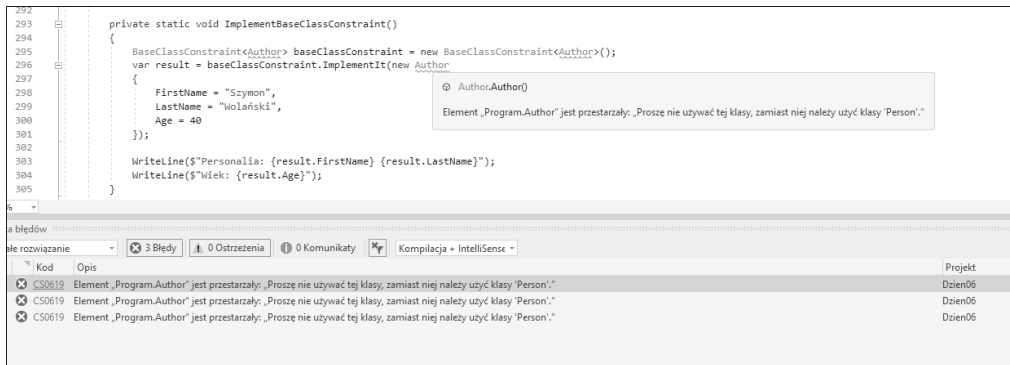 292
293 private static void ImplementBaseClassConstraint()
294 {
295 BaseClassConstraint<Author> baseClassConstraint = new BaseClassConstraint<Author>();
296 var result = baseClassConstraint.ImplementIt(new Author
297 {
298 FirstName = "Szymon",
299 LastName = "Wolański",
300 Age = 40
301 });
302
303 WriteLine($"Personalia: {result.FirstName} {result.LastName}");
304 WriteLine($"Wiek: {result.Age}");
305 }
Author.Author()
Element „Program.Author” jest przestarzały: „Proszę nie używać tej klasy, zamiast niej należy użyć klasy 'Person'.”
%
a błędów
ałe rozwiązanie 3 Błędy 0 Ostrzeżenia 0 Komunikaty Kompilacja + IntelliSense
Kod Opis Projekt
CS0619 Element „Program.Author” jest przestarzały: „Proszę nie używać tej klasy, zamiast niej należy użyć klasy 'Person'.” Dzien06
CS0619 Element „Program.Author” jest przestarzały: „Proszę nie używać tej klasy, zamiast niej należy użyć klasy 'Person'.” Dzien06
CS0619 Element „Program.Author” jest przestarzały: „Proszę nie używać tej klasy, zamiast niej należy użyć klasy 'Person'.” Dzien06